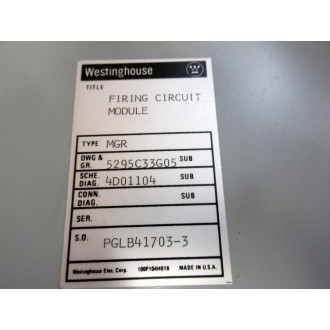 Westinghouse
TITLE
FIRING CIRCUIT
MODULE
TYPE MGR
DWG & GR. 5295C33G05 SUB
SCHE. DIAG. 4D01104 SUB
CONN. DIAG. SUB
SER.
S.O. PGLB41703-3
Westinghouse Elec. Corp. 100P104H01B MADE IN U.S.A.